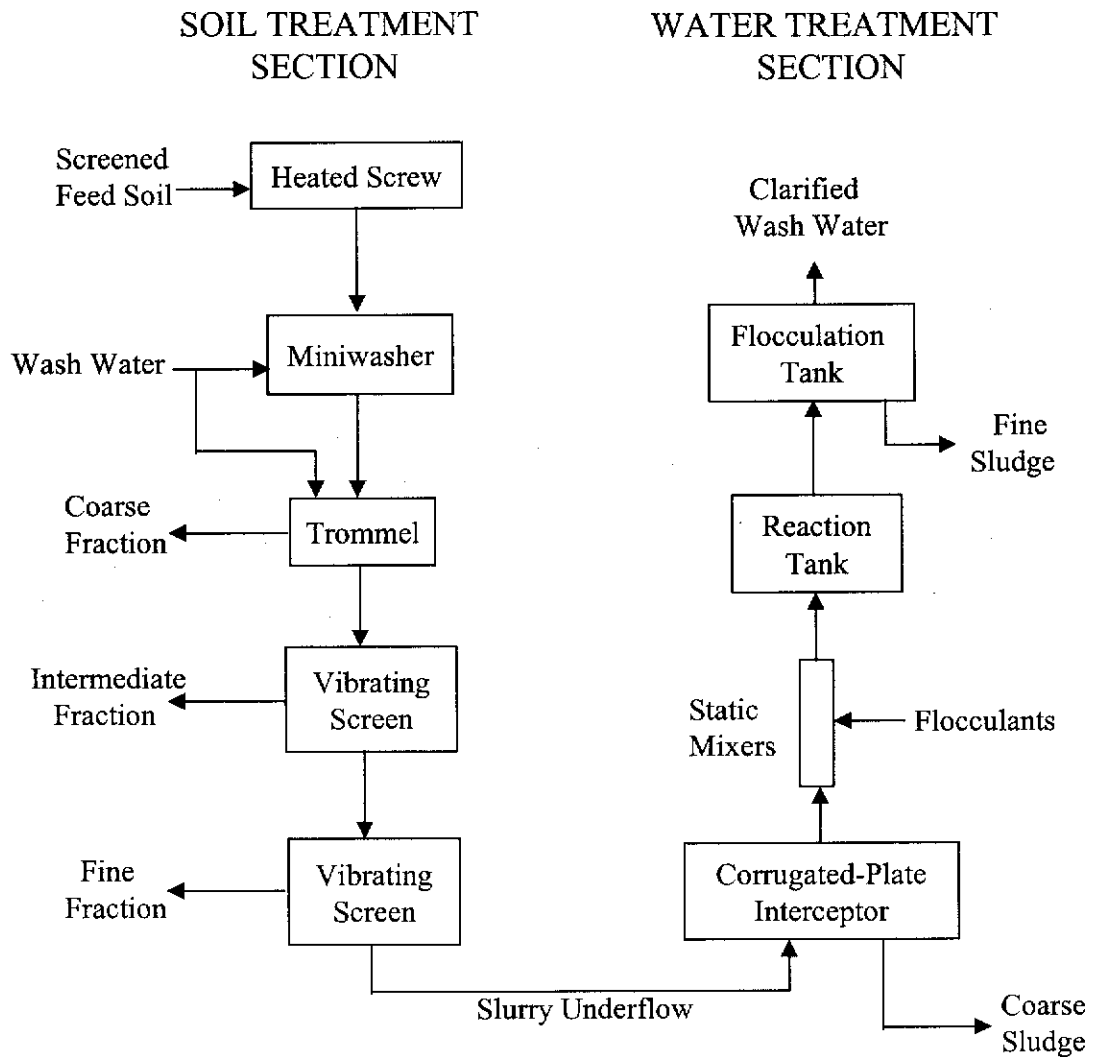 SOIL TREATMENT
SECTION
WATER TREATMENT
SECTION
Screened
Feed Soil
Heated Screw
Wash Water
Miniwasher
Coarse
Fraction
Trommel
Intermediate
Fraction
Vibrating
Screen
Fine
Fraction
Vibrating
Screen
Slurry Underflow
Clarified
Wash Water
Flocculation
Tank
Fine
Sludge
Reaction
Tank
Static
Mixers
Flocculants
Corrugated-Plate
Interceptor
Coarse
Sludge